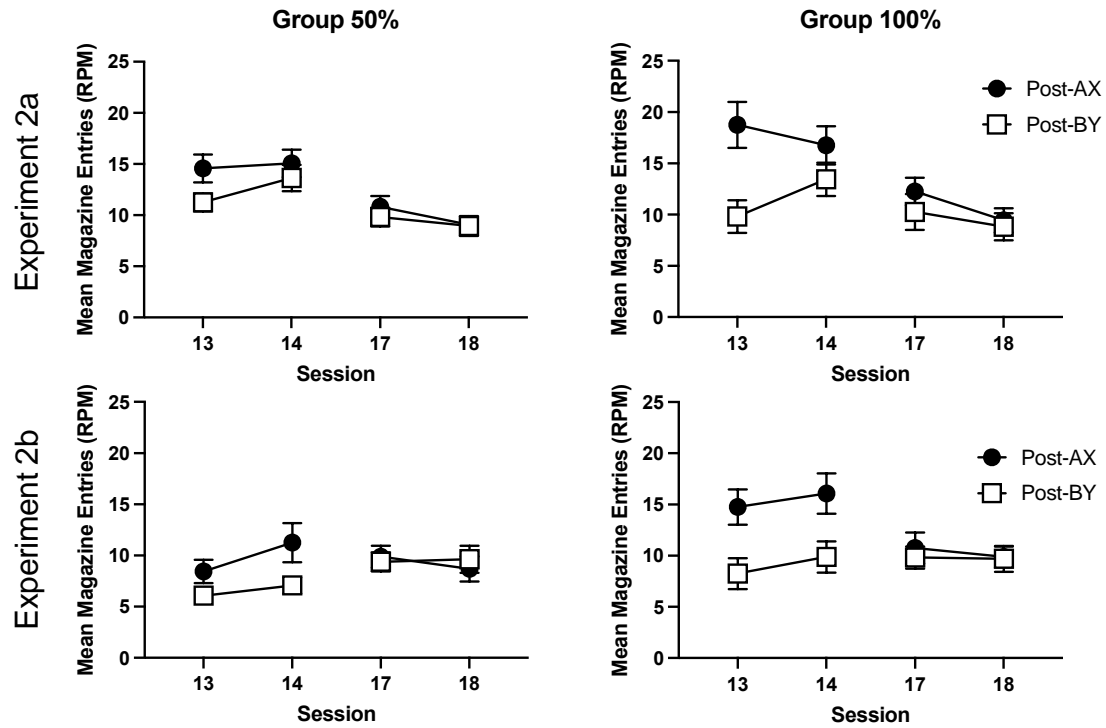 Group 50%
Group 100%
Experiment 2a
Mean Magazine Entries (RPM)
25
20
15
10
5
0
13 14 17 18
Session
Mean Magazine Entries (RPM)
25
20
15
10
5
0
13 14 17 18
Session
Post-AX
Post-BY
Experiment 2b
Mean Magazine Entries (RPM)
25
20
15
10
5
0
13 14 17 18
Session
Mean Magazine Entries (RPM)
25
20
15
10
5
0
13 14 17 18
Session
Post-AX
Post-BY